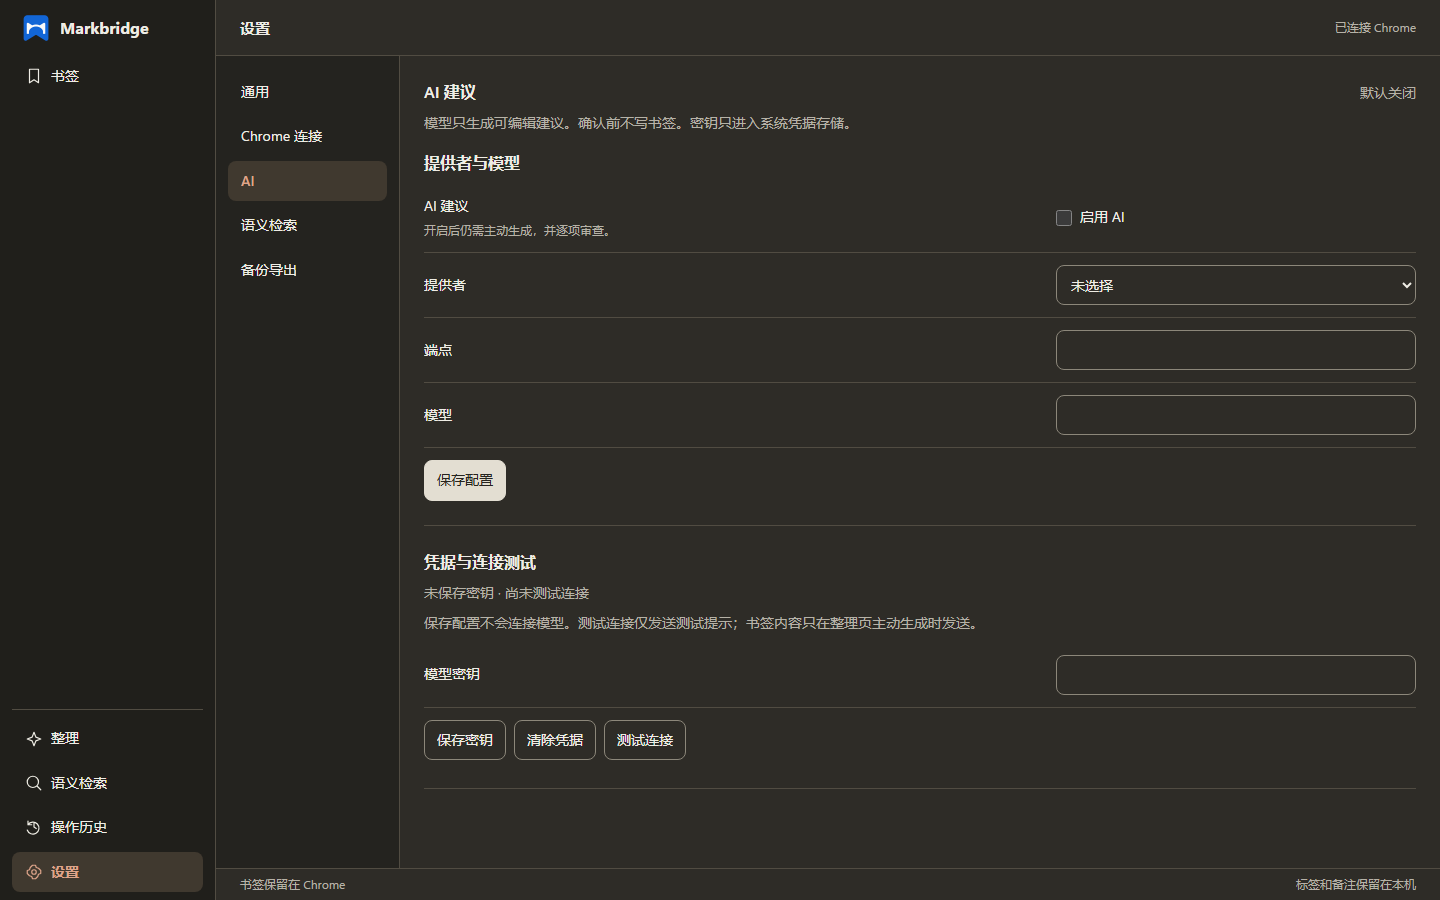 Markbridge
书签
整理
语义检索
操作历史
设置
设置
已连接 Chrome
通用
Chrome 连接
AI
语义检索
备份导出
AI 建议
默认关闭
模型只生成可编辑建议。确认前不写书签。密钥只进入系统凭据存储。
提供者与模型
AI 建议
开启后仍需主动生成，并逐项审查。
启用 AI
提供者
未选择
端点
模型
保存配置
凭据与连接测试
未保存密钥 · 尚未测试连接
保存配置不会连接模型。测试连接仅发送测试提示；书签内容只在整理页主动生成时发送。
模型密钥
保存密钥
清除凭据
测试连接
书签保留在 Chrome
标签和备注保留在本机